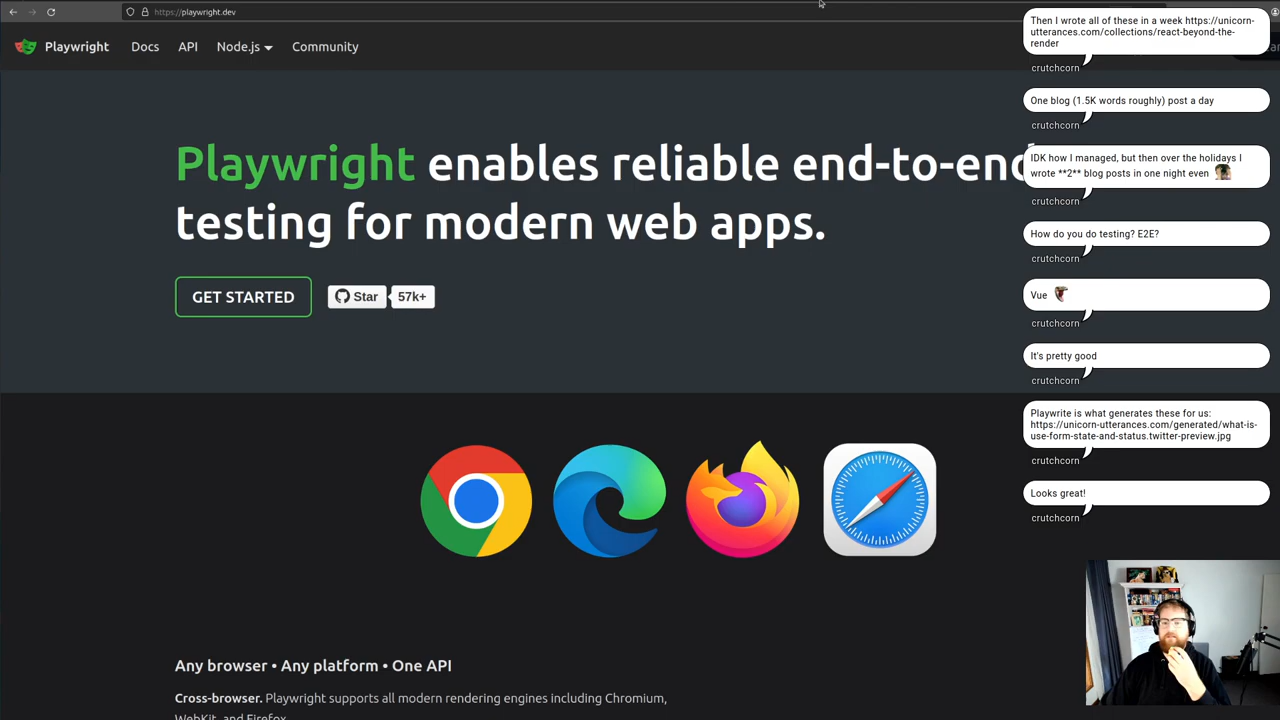 https://playwright.dev
Playwright
Docs
API
Node.js
Community
Playwright enables reliable end-to-end
testing for modern web apps.
GET STARTED
Star
57k+
Any browser • Any platform • One API
Cross-browser. Playwright supports all modern rendering engines including Chromium,
WebKit, and Firefox.
Then I wrote all of these in a week https://unicorn-
utterances.com/collections/react-beyond-the-
render
crutchcorn
One blog (1.5K words roughly) post a day
crutchcorn
IDK how I managed, but then over the holidays I
wrote **2** blog posts in one night even
crutchcorn
How do you do testing? E2E?
crutchcorn
Vue
crutchcorn
It's pretty good
crutchcorn
Playwrite is what generates these for us:
https://unicorn-utterances.com/generated/what-is-
use-form-state-and-status.twitter-preview.jpg
crutchcorn
Looks great!
crutchcorn